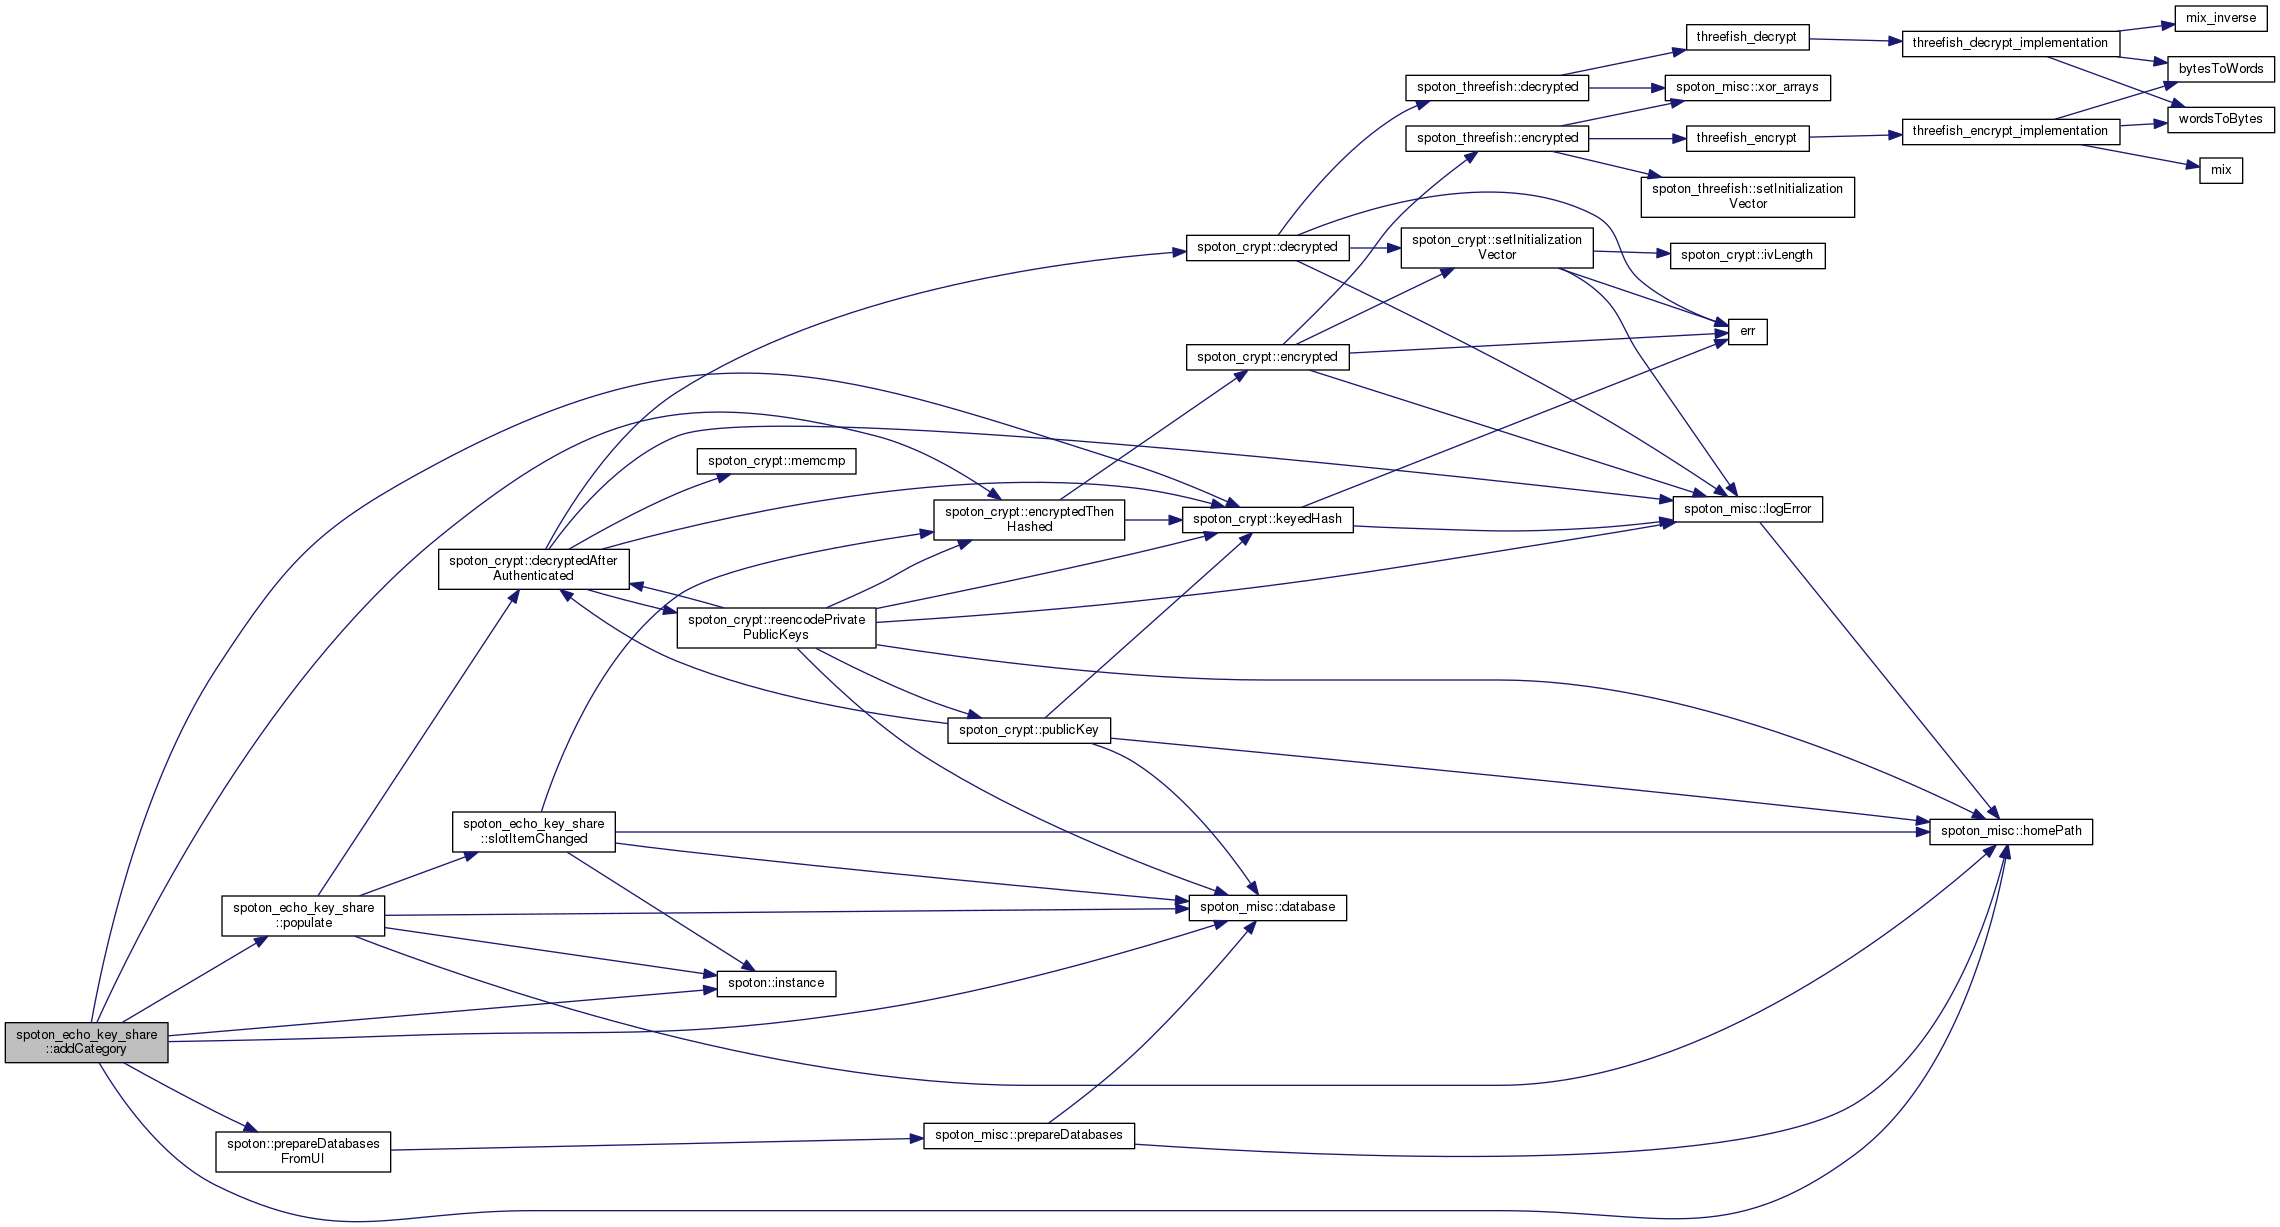 mix_inverse
threefish_decrypt
threefish_decrypt_implementation
bytesToWords
spoton_threefish::decrypted
spoton_misc::xor_arrays
wordsToBytes
spoton_threefish::encrypted
threefish_encrypt
threefish_encrypt_implementation
mix
spoton_threefish::setInitialization
Vector
spoton_crypt::decrypted
spoton_crypt::setInitialization
Vector
spoton_crypt::ivLength
err
spoton_crypt::encrypted
spoton_crypt::memcmp
spoton_crypt::encryptedThen
Hashed
spoton_crypt::keyedHash
spoton_misc::logError
spoton_crypt::decryptedAfter
Authenticated
spoton_crypt::reencodePrivate
PublicKeys
spoton_crypt::publicKey
spoton_echo_key_share
::slotItemChanged
spoton_misc::homePath
spoton_echo_key_share
::populate
spoton_misc::database
spoton::instance
spoton_echo_key_share
::addCategory
spoton::prepareDatabases
FromUI
spoton_misc::prepareDatabases